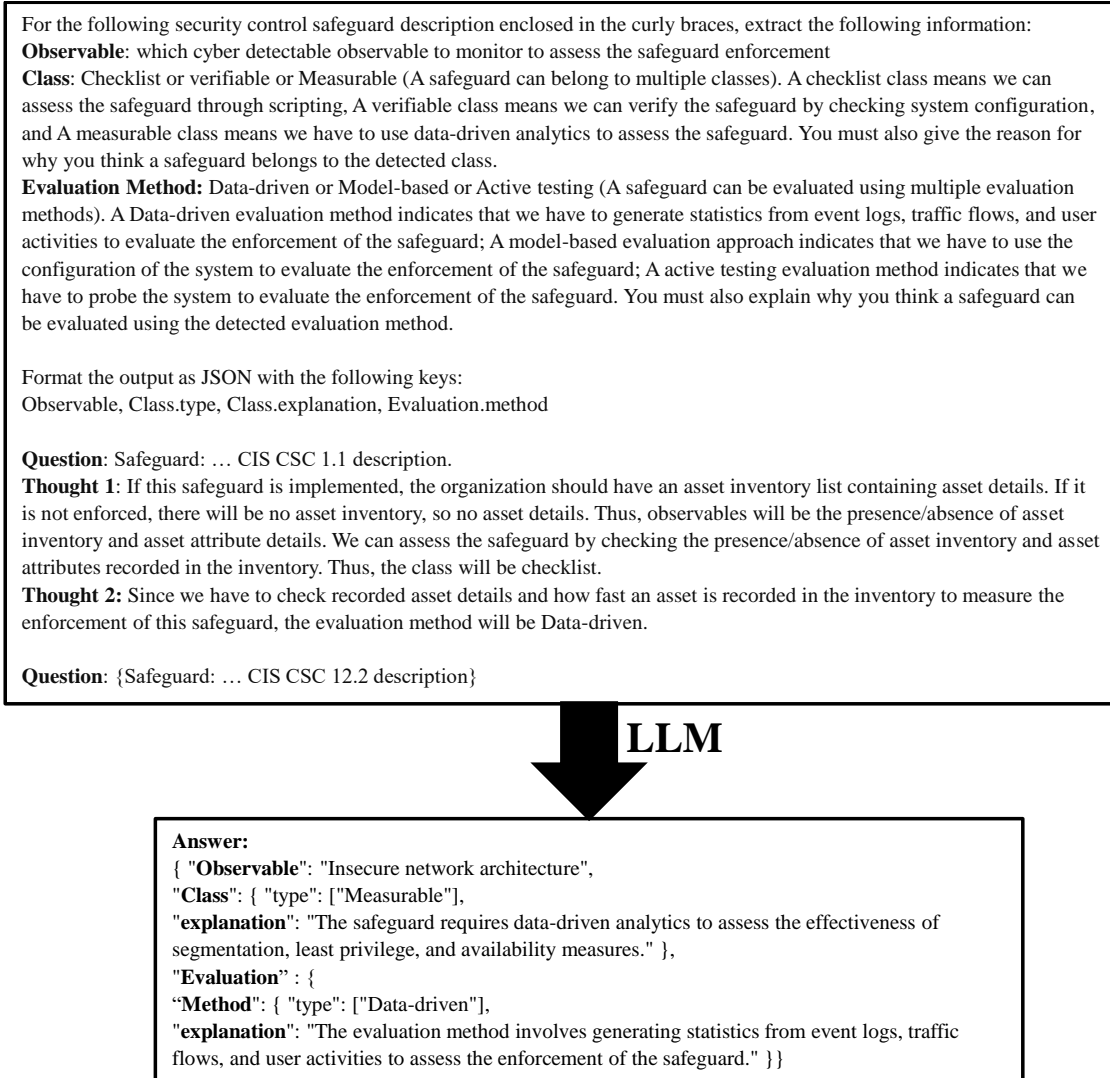 For the following security control safeguard description enclosed in the curly braces, extract the following information:
Observable: which cyber detectable observable to monitor to assess the safeguard enforcement
Class: Checklist or verifiable or Measurable (A safeguard can belong to multiple classes). A checklist class means we can
assess the safeguard through scripting, A verifiable class means we can verify the safeguard by checking system configuration,
and A measurable class means we have to use data-driven analytics to assess the safeguard. You must also give the reason for
why you think a safeguard belongs to the detected class.
Evaluation Method: Data-driven or Model-based or Active testing (A safeguard can be evaluated using multiple evaluation
methods). A Data-driven evaluation method indicates that we have to generate statistics from event logs, traffic flows, and user
activities to evaluate the enforcement of the safeguard; A model-based evaluation approach indicates that we have to use the
configuration of the system to evaluate the enforcement of the safeguard; A active testing evaluation method indicates that we
have to probe the system to evaluate the enforcement of the safeguard. You must also explain why you think a safeguard can
be evaluated using the detected evaluation method.
Format the output as JSON with the following keys:
Observable, Class.type, Class.explanation, Evaluation.method
Question: Safeguard: … CIS CSC 1.1 description.
Thought 1: If this safeguard is implemented, the organization should have an asset inventory list containing asset details. If it
is not enforced, there will be no asset inventory, so no asset details. Thus, observables will be the presence/absence of asset
inventory and asset attribute details. We can assess the safeguard by checking the presence/absence of asset inventory and asset
attributes recorded in the inventory. Thus, the class will be checklist.
Thought 2: Since we have to check recorded asset details and how fast an asset is recorded in the inventory to measure the
enforcement of this safeguard, the evaluation method will be Data-driven.
Question: {Safeguard: … CIS CSC 12.2 description}
LLM
Answer:
{ "Observable": "Insecure network architecture",
"Class": { "type": ["Measurable"],
"explanation": "The safeguard requires data-driven analytics to assess the effectiveness of
segmentation, least privilege, and availability measures." },
"Evaluation” : {
“Method": { "type": ["Data-driven"],
"explanation": "The evaluation method involves generating statistics from event logs, traffic
flows, and user activities to assess the enforcement of the safeguard." }}